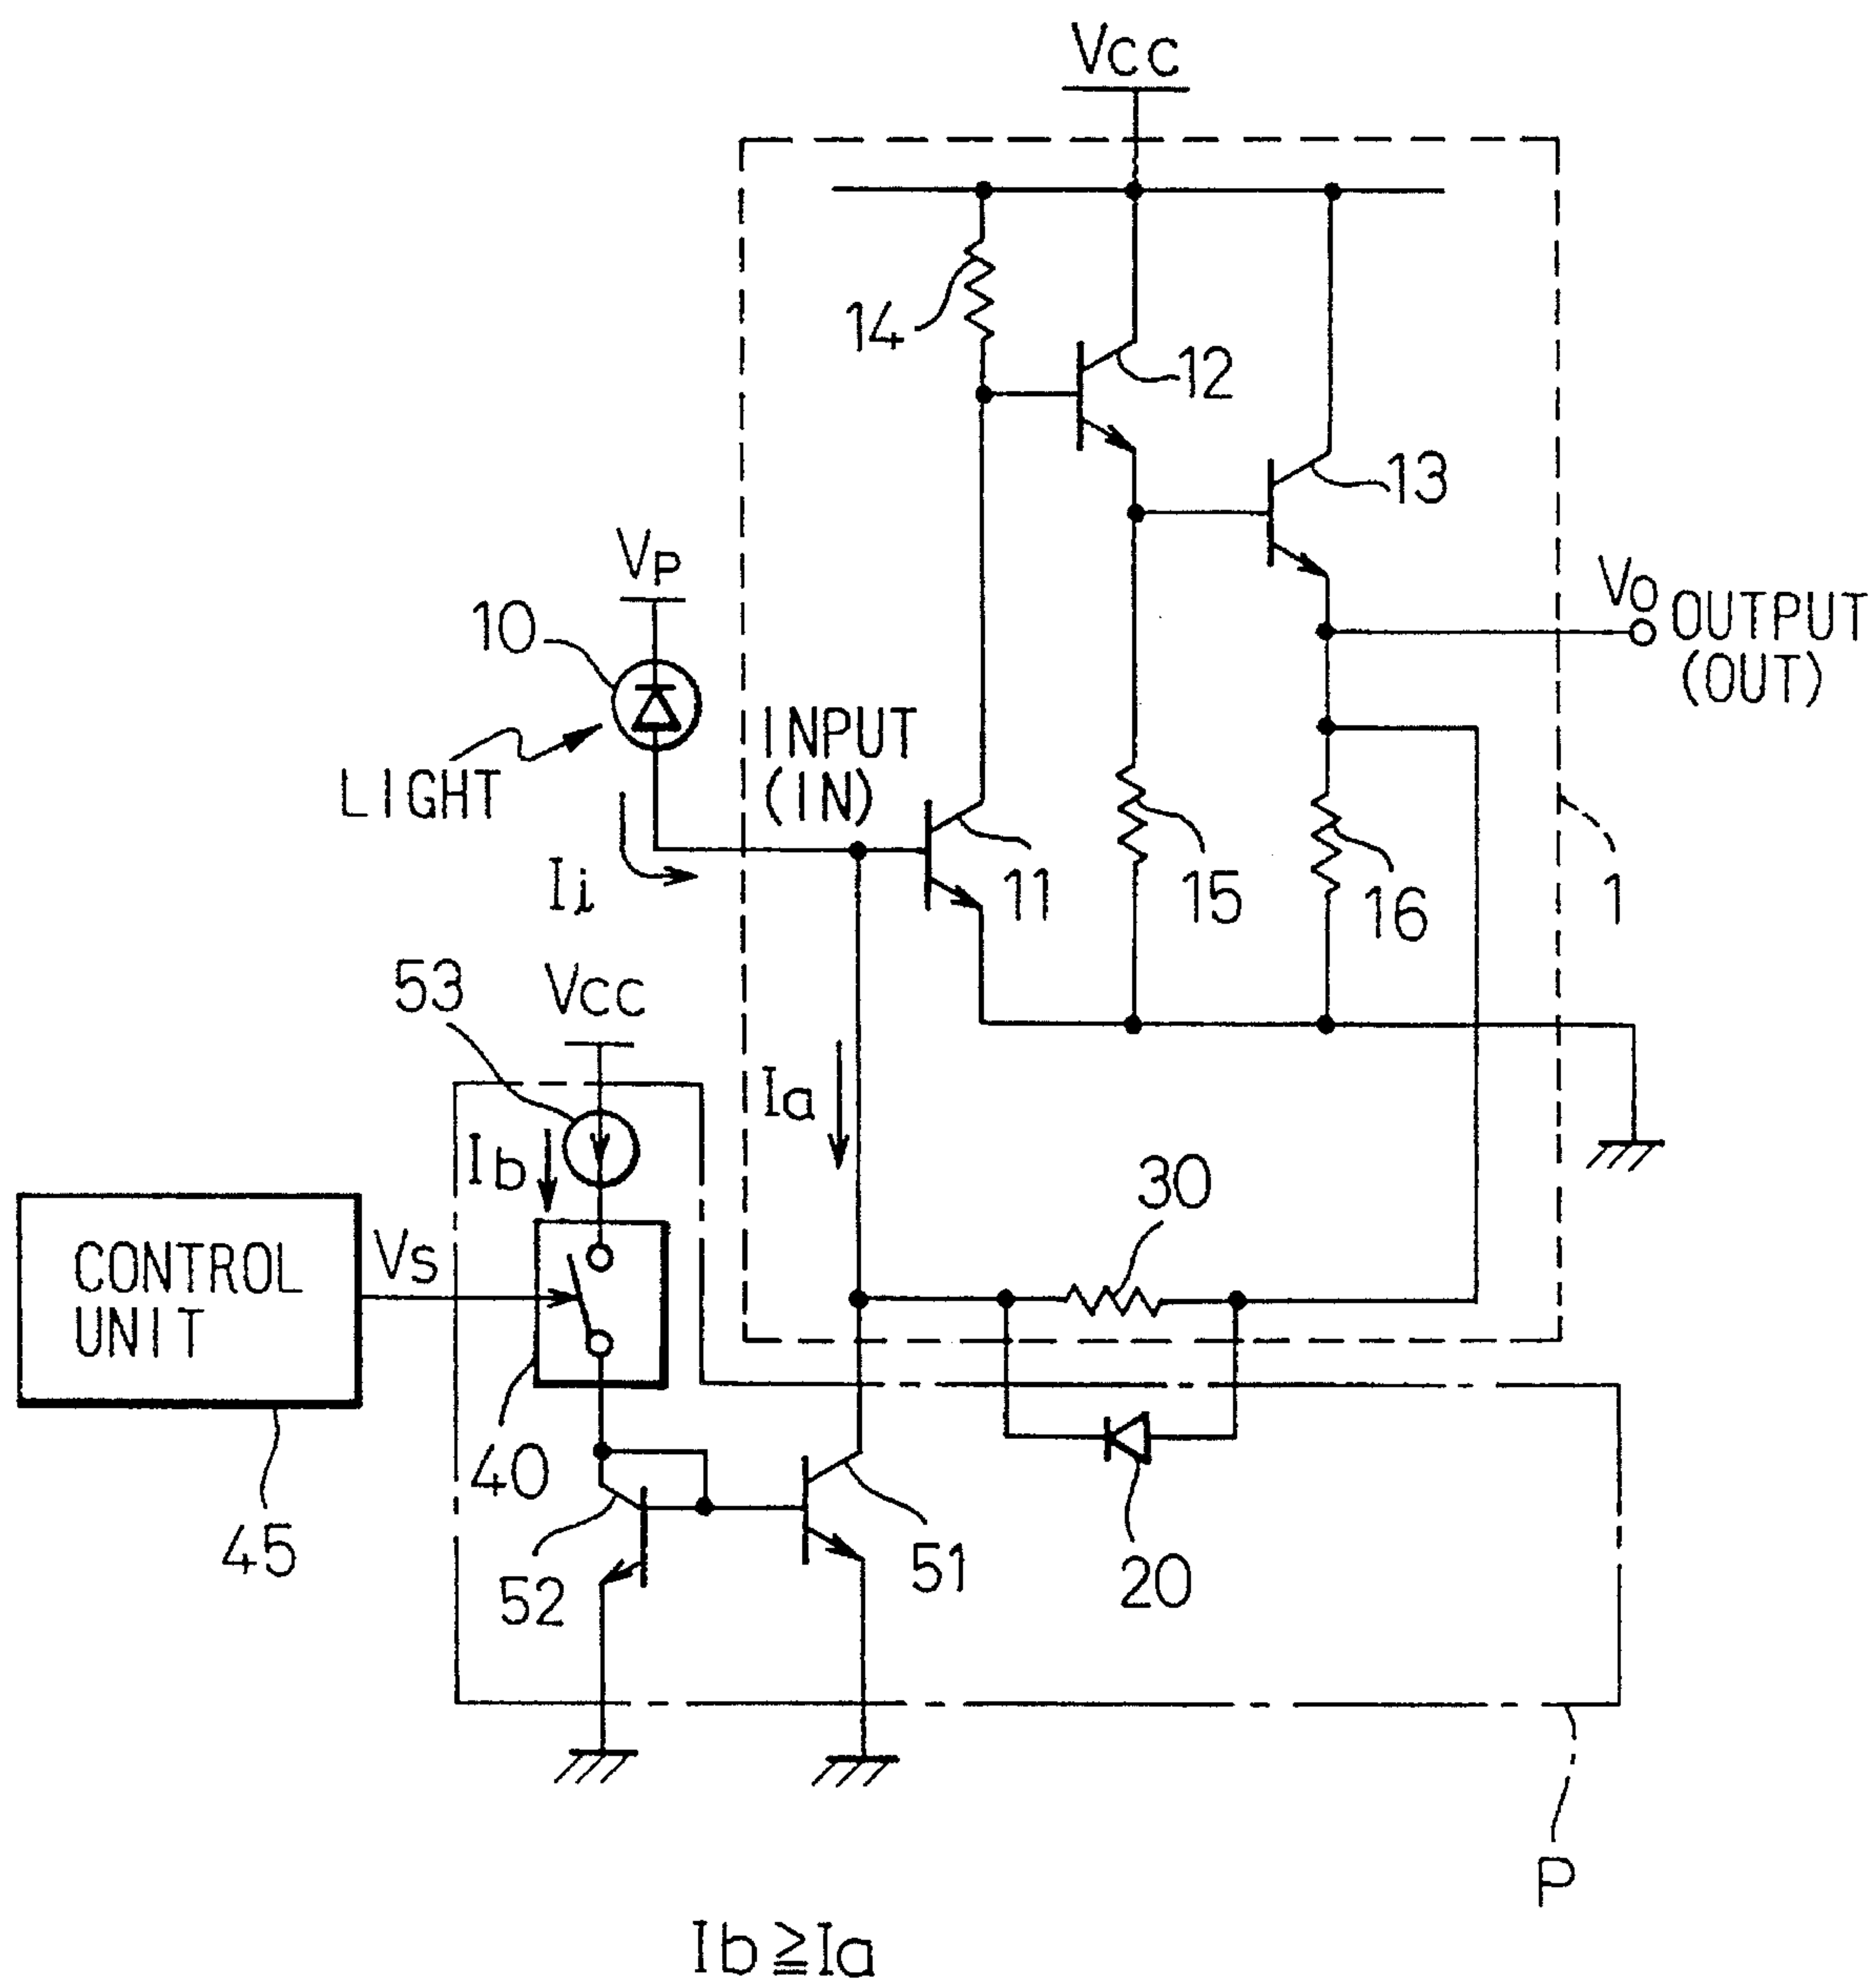 VCC
14
12
13
VP
10
VO OUTPUT
(OUT)
LIGHT
INPUT
(IN)
Ii
11
15
16
1
53
VCC
Ia
Ib
30
CONTROL
UNIT
VS
40
45
52
51
20
P
Ib≧Ia